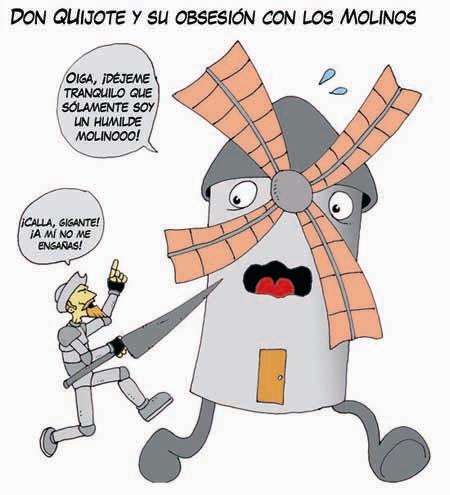 DON QUIJOTE Y SU OBSESIÓN CON LOS MOLINOS
OIGA, ¡DÉJEME
TRANQUILO QUE
SÓLAMENTE SOY
UN HUMILDE
MOLINOOO!
¡CALLA, GIGANTE!
¡A MÍ NO ME
ENGAÑAS!